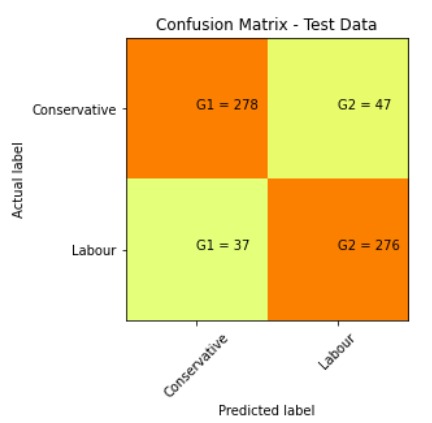 Confusion Matrix - Test Data
Actual label
Conservative
G1 = 278
G2 = 47
Labour
G1 = 37
G2 = 276
Conservative
Labour
Predicted label